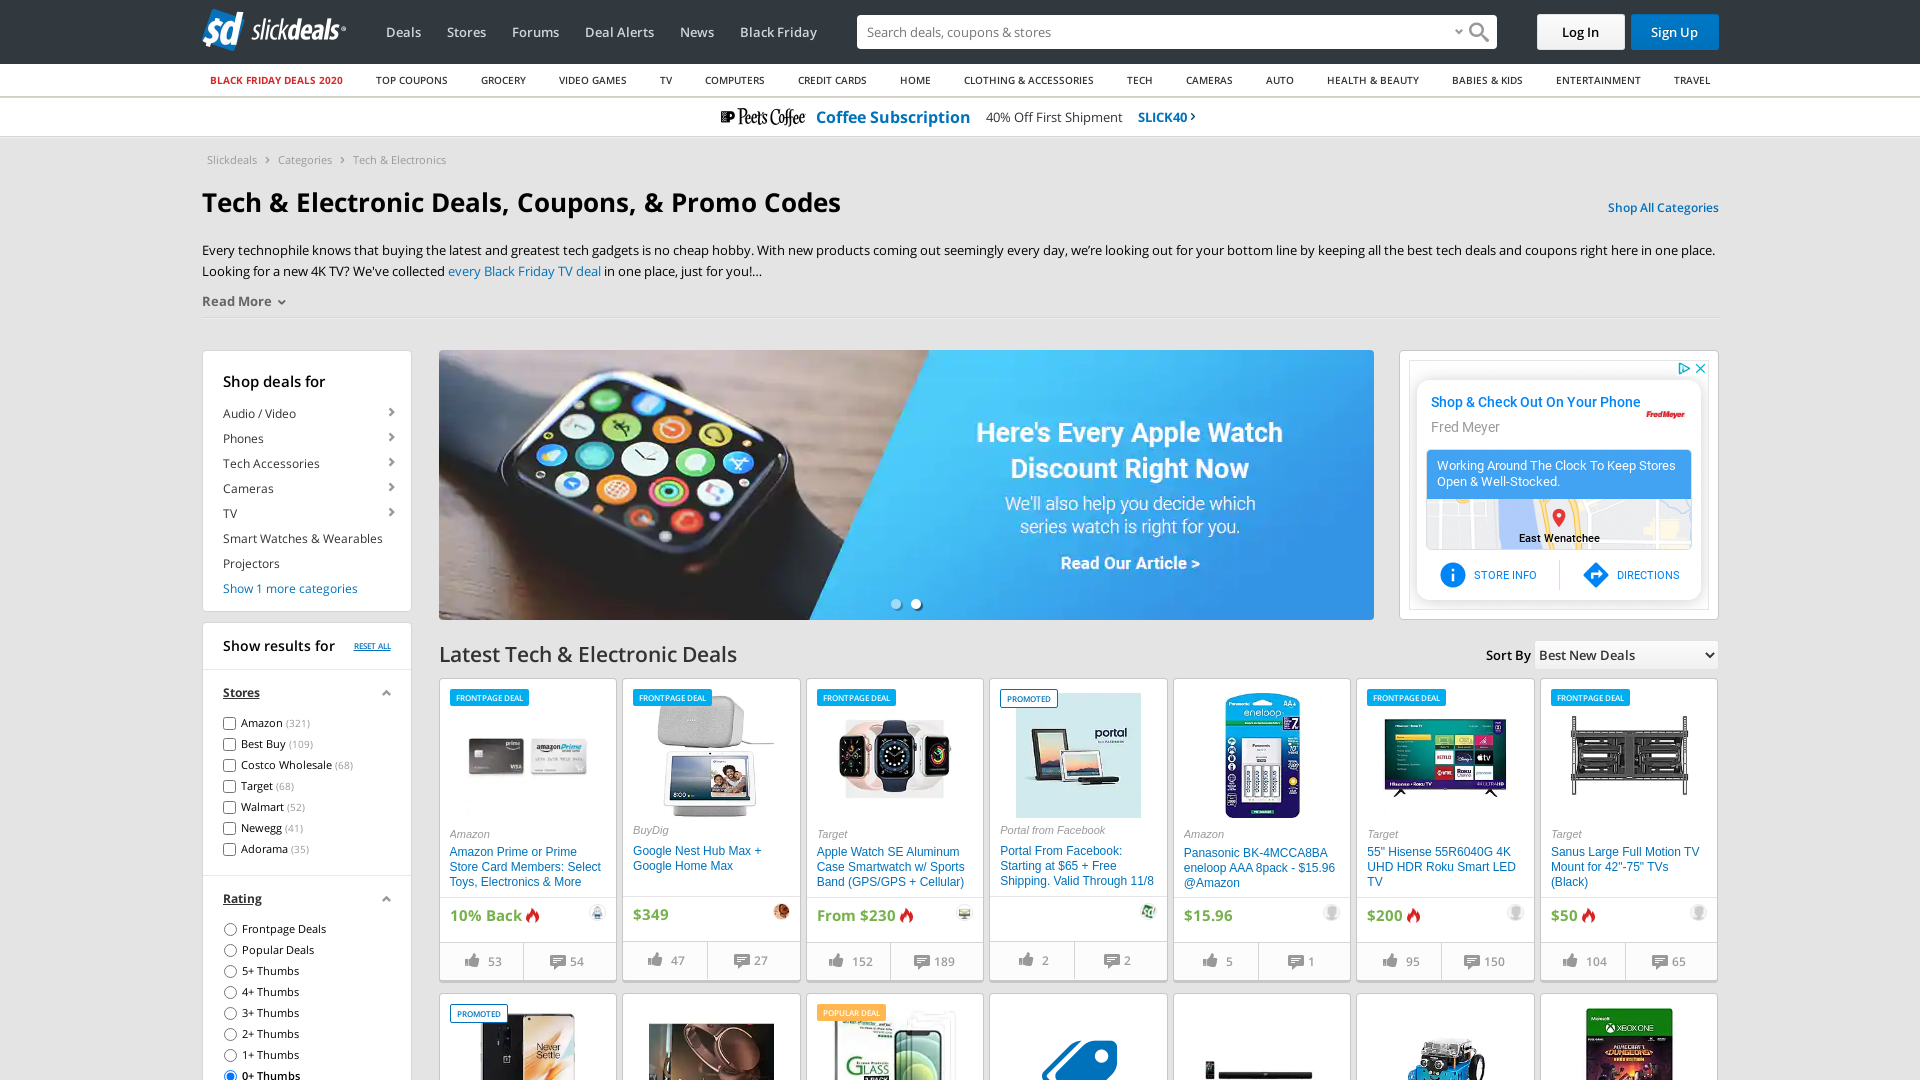 slickdeals
Deals
Stores
Forums
Deal Alerts
News
Black Friday
Search deals, coupons & stores
Log In
Sign Up
BLACK FRIDAY DEALS 2020
TOP COUPONS
GROCERY
VIDEO GAMES
TV
COMPUTERS
CREDIT CARDS
HOME
CLOTHING & ACCESSORIES
TECH
CAMERAS
AUTO
HEALTH & BEAUTY
BABIES & KIDS
ENTERTAINMENT
TRAVEL
Peet's Coffee Coffee Subscription 40% Off First Shipment SLICK40
Slickdeals Categories Tech & Electronics
Tech & Electronic Deals, Coupons, & Promo Codes
Shop All Categories
Every technophile knows that buying the latest and greatest tech gadgets is no cheap hobby. With new products coming out seemingly every day, we’re looking out for your bottom line by keeping all the best tech deals and coupons right here in one place.
Looking for a new 4K TV? We've collected every Black Friday TV deal in one place, just for you!...
Read More
Shop deals for
Audio / Video
Phones
Tech Accessories
Cameras
TV
Smart Watches & Wearables
Projectors
Show 1 more categories
Show results for
RESET ALL
Stores
Amazon (321)
Best Buy (109)
Costco Wholesale (68)
Target (68)
Walmart (52)
Newegg (41)
Adorama (35)
Rating
Frontpage Deals
Popular Deals
5+ Thumbs
4+ Thumbs
3+ Thumbs
2+ Thumbs
1+ Thumbs
0+ Thumbs
Here's Every Apple Watch
Discount Right Now
We'll also help you decide which
series watch is right for you.
Read Our Article >
Shop & Check Out On Your Phone
Fred Meyer
Fred Meyer
Working Around The Clock To Keep Stores
Open & Well-Stocked.
East Wenatchee
STORE INFO
DIRECTIONS
Latest Tech & Electronic Deals
Sort By Best New Deals
FRONTPAGE DEAL
Amazon
Amazon Prime or Prime
Store Card Members: Select
Toys, Electronics & More
10% Back
53
54
FRONTPAGE DEAL
BuyDig
Google Nest Hub Max +
Google Home Max
$349
47
27
FRONTPAGE DEAL
Target
Apple Watch SE Aluminum
Case Smartwatch w/ Sports
Band (GPS/GPS + Cellular)
From $230
152
189
PROMOTED
portal
Portal from Facebook
Portal From Facebook:
Starting at $65 + Free
Shipping. Valid Through 11/8
2
2
Panasonic
eneloop
Amazon
Panasonic BK-4MCCA8BA
eneloop AAA 8pack - $15.96
@Amazon
$15.96
5
1
FRONTPAGE DEAL
Target
55" Hisense 55R6040G 4K
UHD HDR Roku Smart LED
TV
$200
95
150
FRONTPAGE DEAL
Target
Sanus Large Full Motion TV
Mount for 42"-75" TVs
(Black)
$50
104
65
PROMOTED
Never
Settle
POPULAR DEAL
GLASS
Microsoft
XBOX ONE
MINECRAFT
DUNGEONS